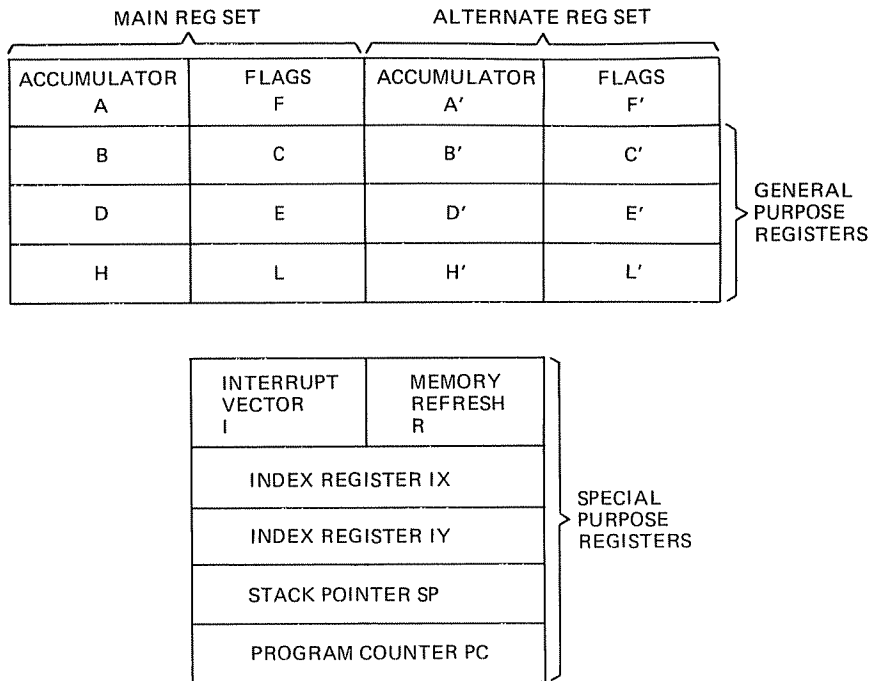 MAIN REG SET
ALTERNATE REG SET
ACCUMULATOR
A
FLAGS
F
ACCUMULATOR
A'
FLAGS
F'
B
C
B'
C'
D
E
D'
E'
H
L
H'
L'
GENERAL
PURPOSE
REGISTERS
INTERRUPT
VECTOR
I
MEMORY
REFRESH
R
INDEX REGISTER IX
INDEX REGISTER IY
STACK POINTER SP
PROGRAM COUNTER PC
SPECIAL
PURPOSE
REGISTERS